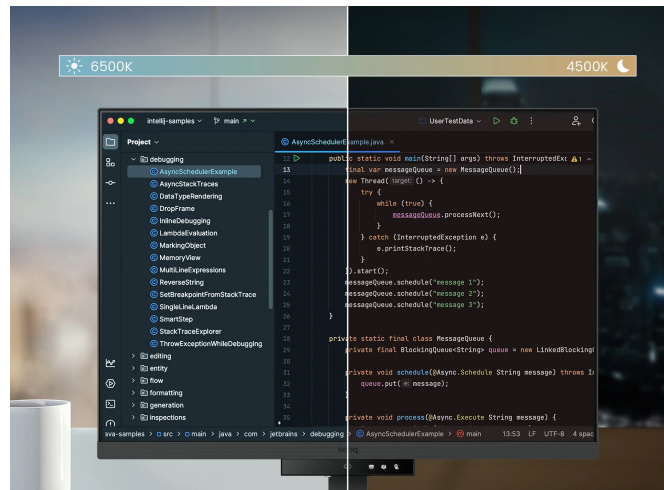 6500K
4500K
intellij-samples
main
UserTestData
Project
AsyncSchedulerExample.java
debugging
AsyncSchedulerExample
AsyncStackTraces
DataTypeRendering
DropFrame
InlineDebugging
LambdaEvaluation
MarkingObject
MemoryView
MultiLineExpressions
ReverseString
SetBreakpointFromStackTrace
SingleLineLambda
SmartStep
StackTraceExplorer
ThrowExceptionWhileDebugging
editing
entity
flow
formatting
generation
inspections
12 public static void main(String[] args) throws InterruptedExc 1
13 final var messageQueue = new MessageQueue();
14 new Thread( target: () -> {
15 try {
16 while (true) {
17 messageQueue.processNext();
18 }
19 } catch (InterruptedException e) {
20 e.printStackTrace();
21 }
22 }).start();
23 messageQueue.schedule("message 1");
24 messageQueue.schedule("message 2");
25 messageQueue.schedule("message 3");
26 }
27
28 private static final class MessageQueue {
29 private final BlockingQueue<String> queue = new LinkedBlocking
30
31 private void schedule(@Async.Schedule String message) throws In
32 queue.put( e: message);
33 }
34
35 private void process(@Async.Execute String message) {
ava-samples > src > main > java > com > jetbrains > debugging > AsyncSchedulerExample > main 13:53 LF UTF-8 4 spac
BenQ